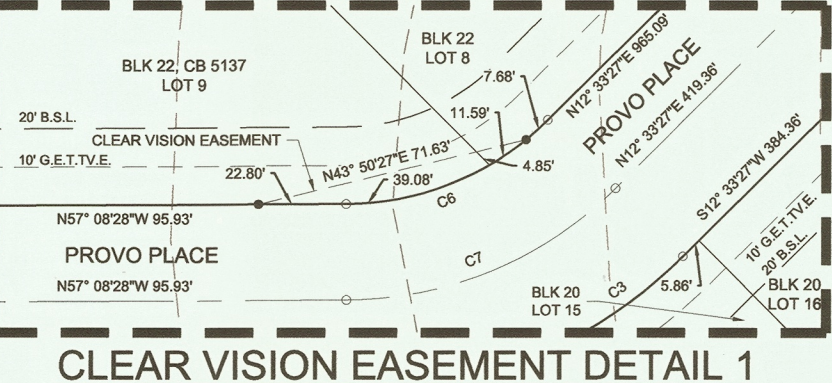 BLK 22, CB 5137
LOT 9
BLK 22
LOT 8
7.68'
N12° 33'27"E 965.09'
PROVO PLACE
N12° 33'27"E 419.36'
S12° 33'27"W 384.36'
20' B.S.L.
CLEAR VISION EASEMENT
11.59'
10' G.E.T.TV.E.
22.80'
N43° 50'27"E 71.63'
39.08'
4.85'
C6
N57° 08'28"W 95.93'
PROVO PLACE
N57° 08'28"W 95.93'
C7
C3
5.86'
10' G.E.T.TV.E.
20' B.S.L.
BLK 20
LOT 15
BLK 20
LOT 16
CLEAR VISION EASEMENT DETAIL 1